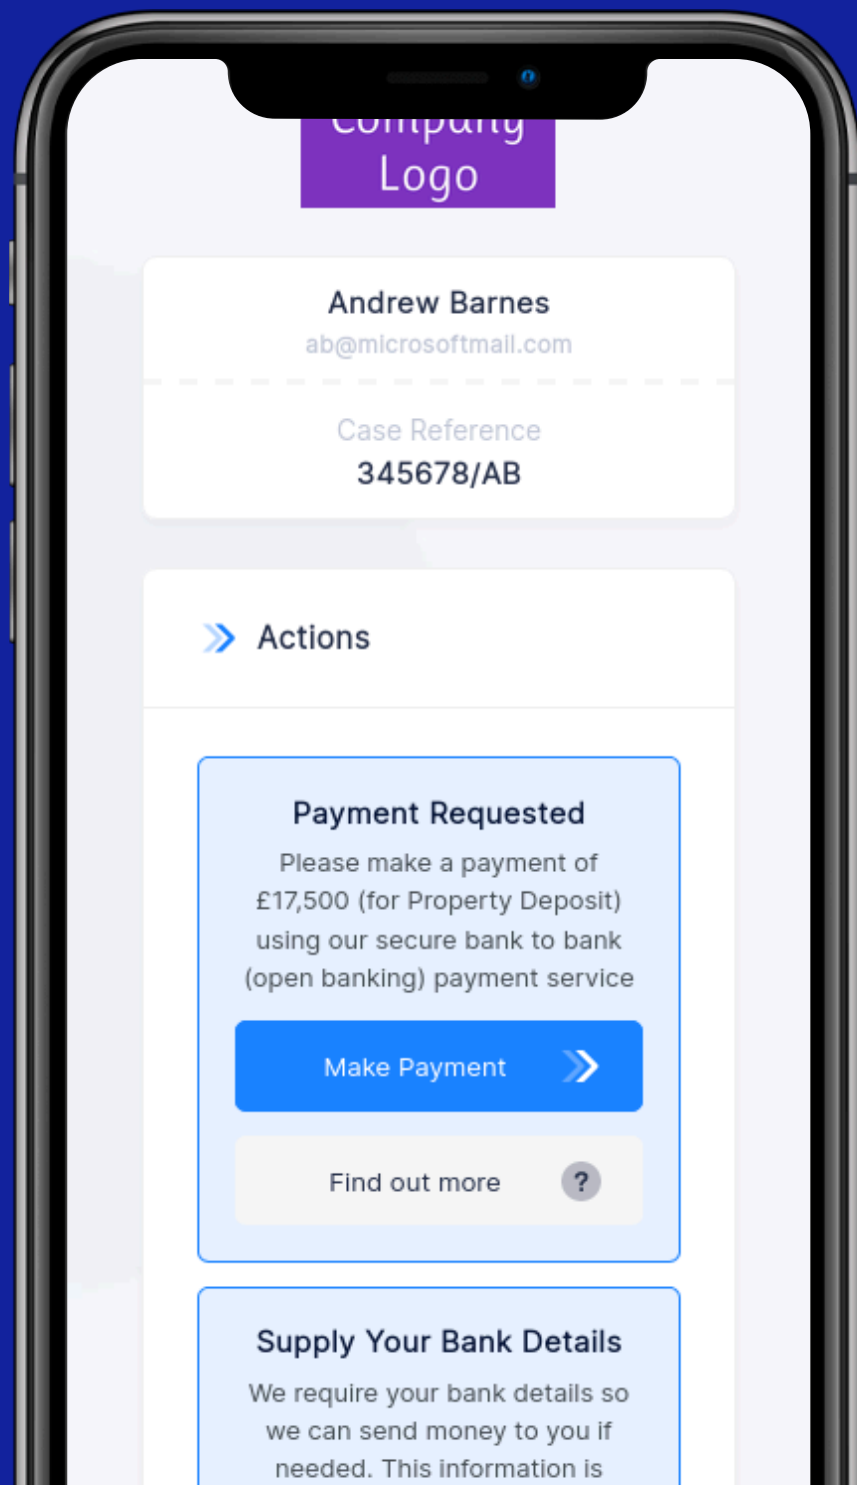 Company
Logo
Andrew Barnes
ab@microsoftmail.com
Case Reference
345678/AB
Actions
Payment Requested
Please make a payment of
£17,500 (for Property Deposit)
using our secure bank to bank
(open banking) payment service
Make Payment
Find out more ?
Supply Your Bank Details
We require your bank details so
we can send money to you if
needed. This information is